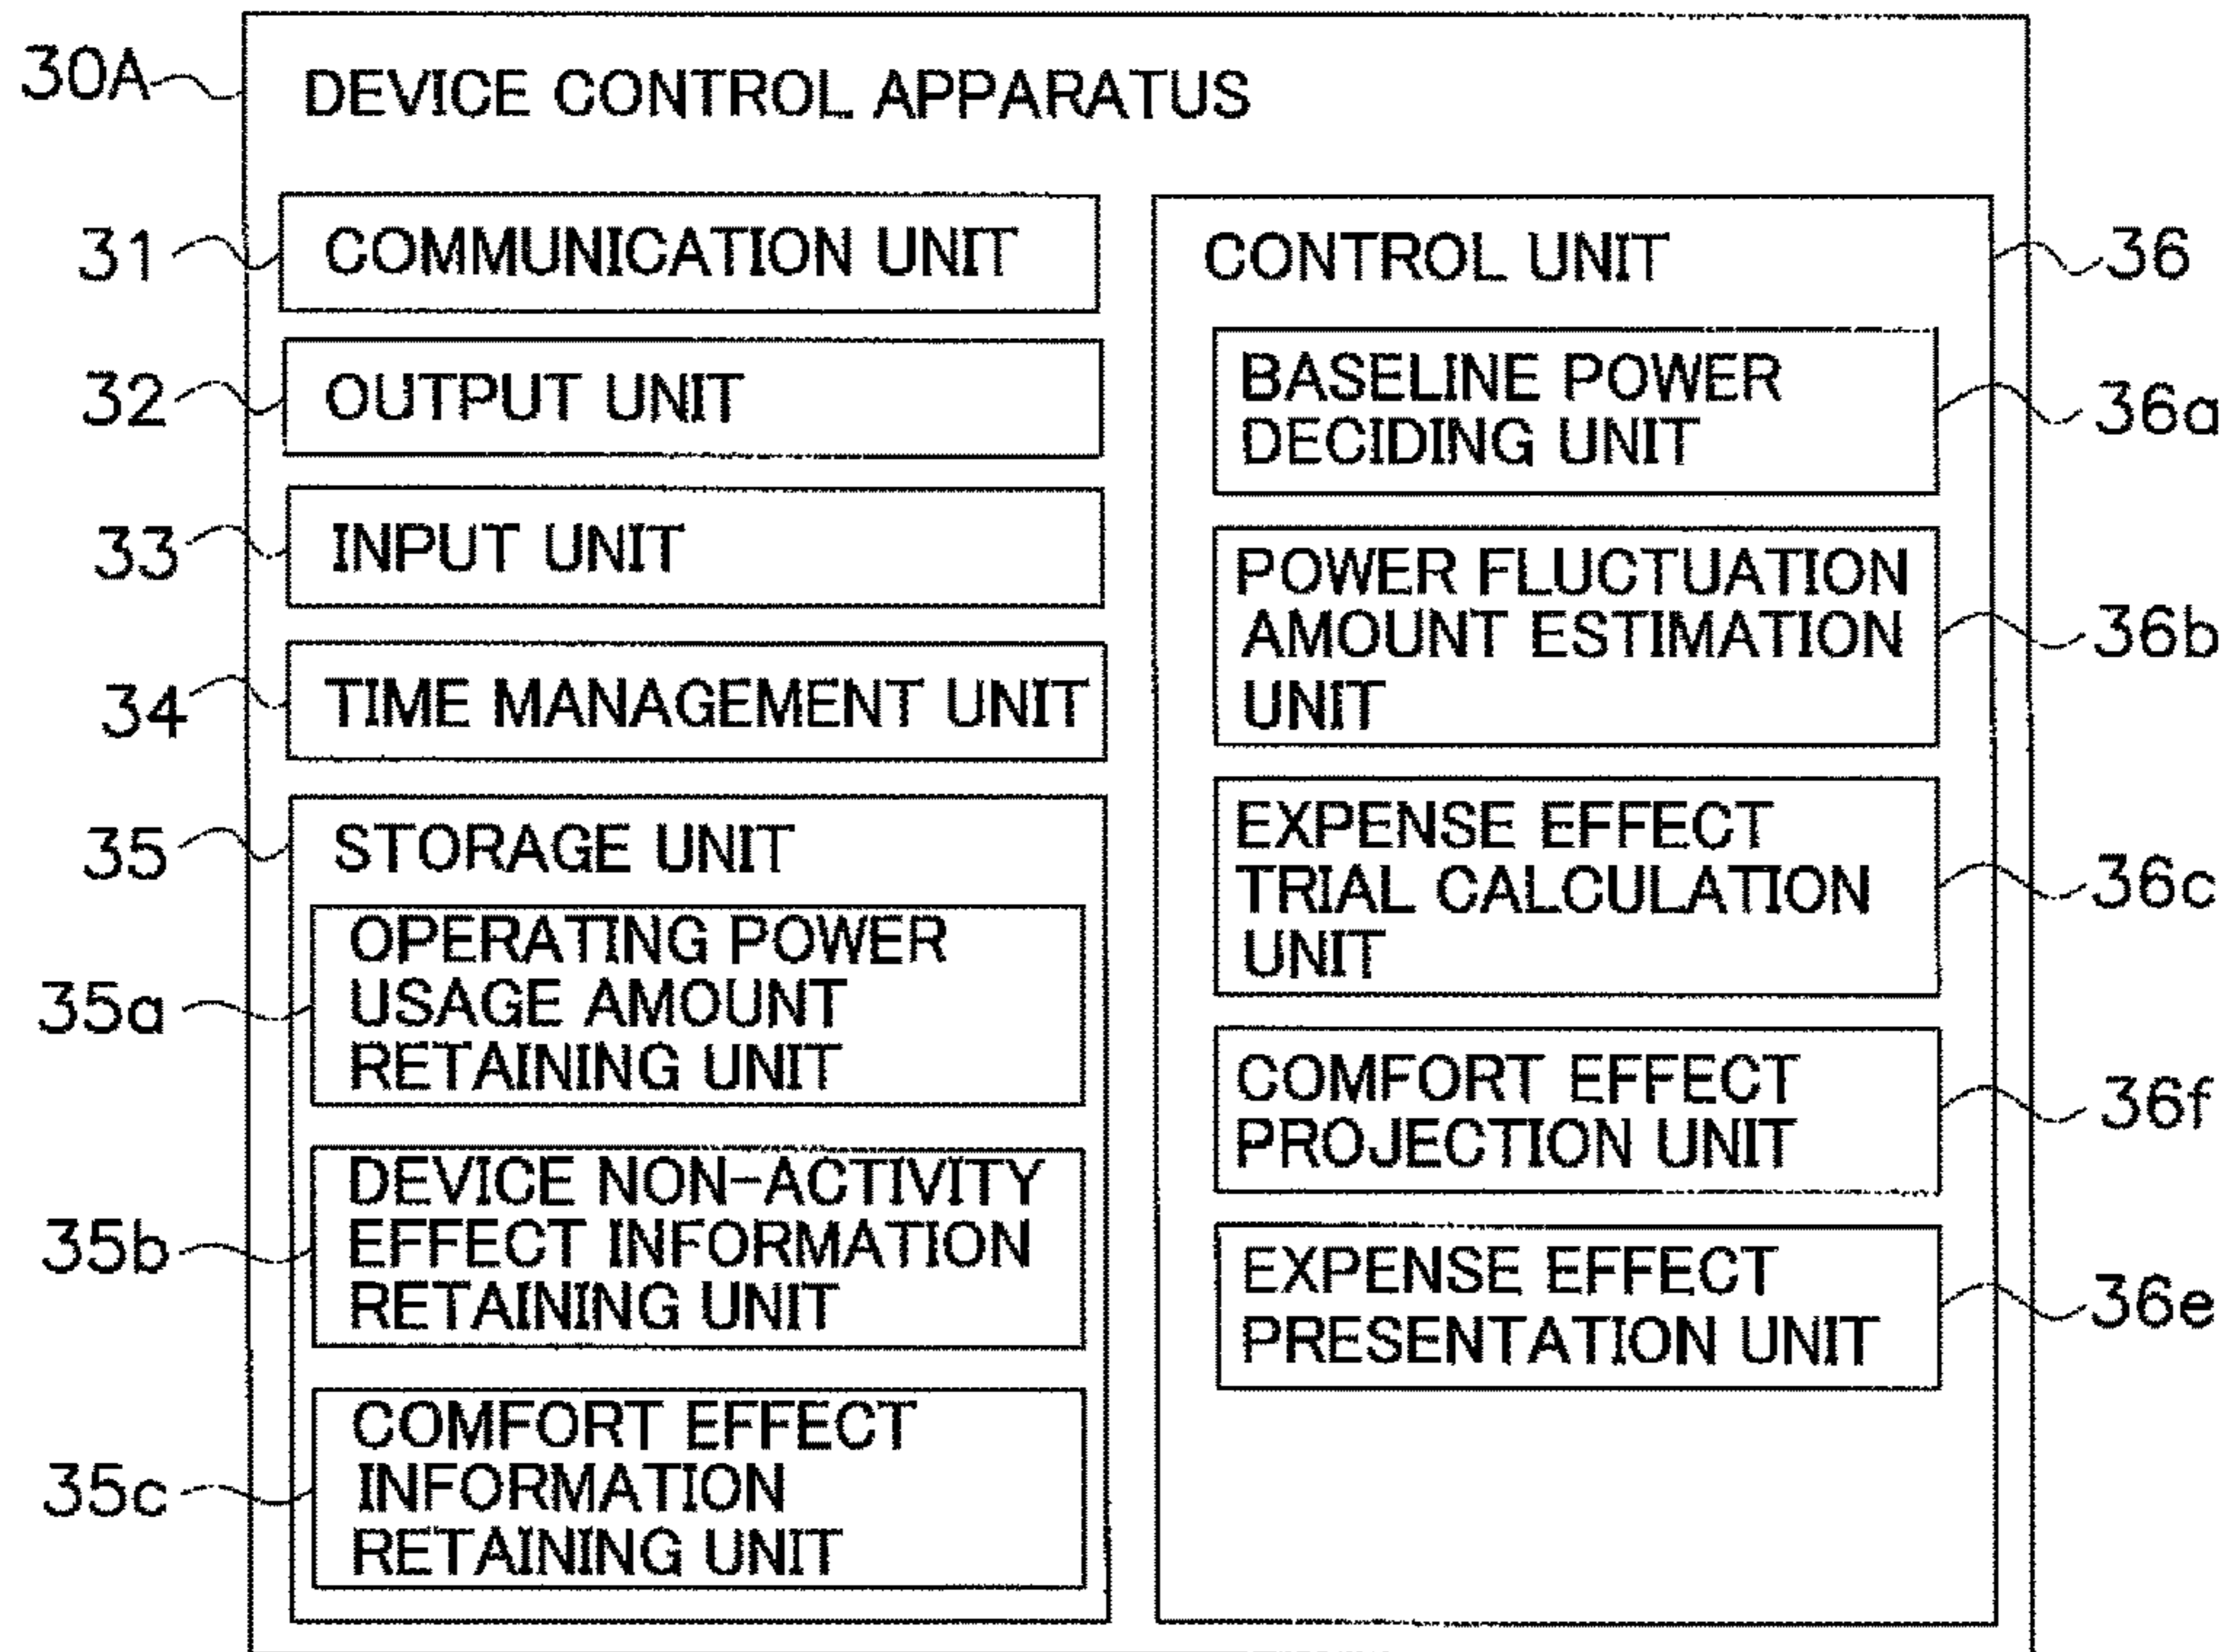 30A
DEVICE CONTROL APPARATUS
31
COMMUNICATION UNIT
32
OUTPUT UNIT
33
INPUT UNIT
34
TIME MANAGEMENT UNIT
35
STORAGE UNIT
35a
OPERATING POWER
USAGE AMOUNT
RETAINING UNIT
35b
DEVICE NON-ACTIVITY
EFFECT INFORMATION
RETAINING UNIT
35c
COMFORT EFFECT
INFORMATION
RETAINING UNIT
CONTROL UNIT
36
BASELINE POWER
DECIDING UNIT
36a
POWER FLUCTUATION
AMOUNT ESTIMATION
UNIT
36b
EXPENSE EFFECT
TRIAL CALCULATION
UNIT
36c
COMFORT EFFECT
PROJECTION UNIT
36f
EXPENSE EFFECT
PRESENTATION UNIT
36e